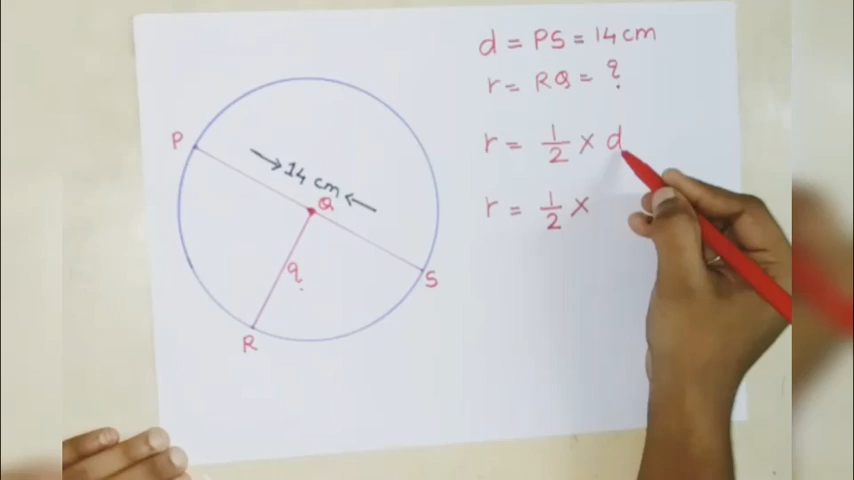 d = PS = 14 cm
r = RQ = ?
r = 1/2 × d
r = 1/2 ×
P
14 cm
Q
?
S
R